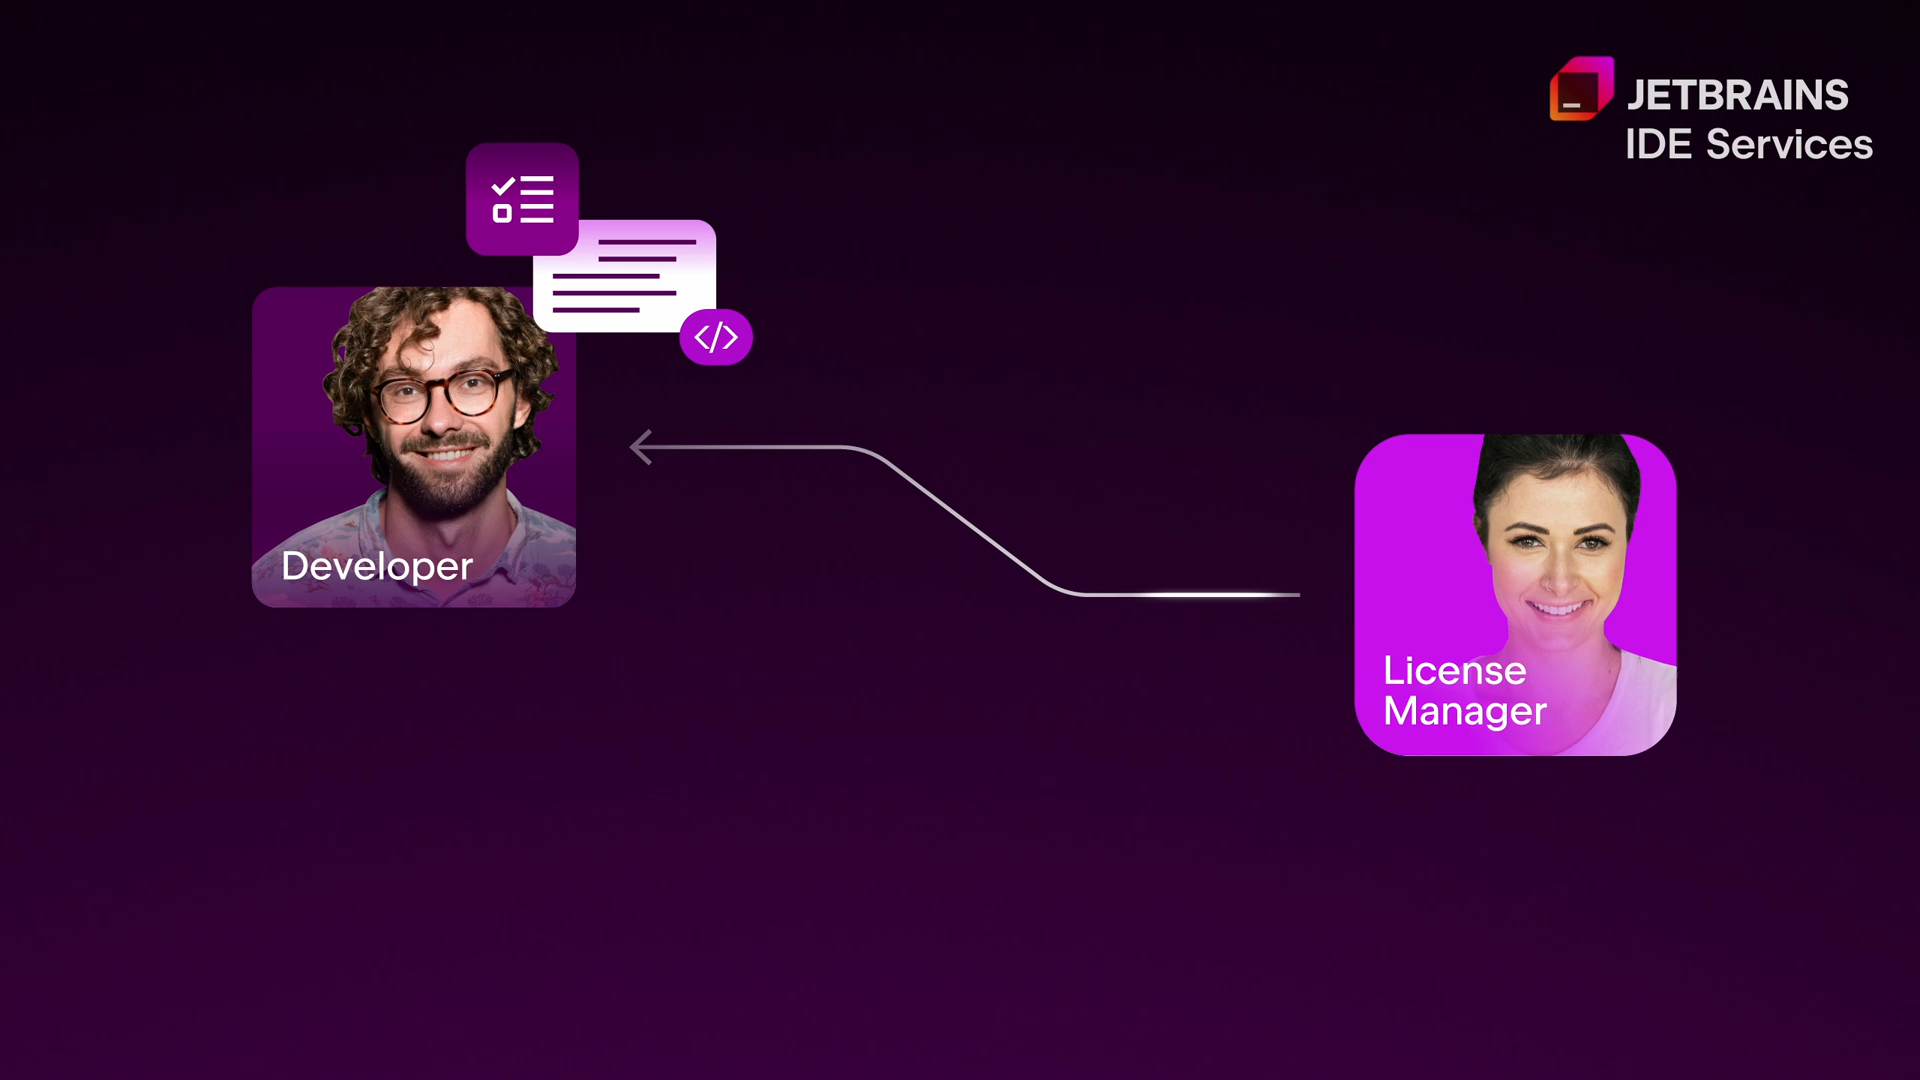 JETBRAINS
IDE Services
</>
Developer
License
Manager